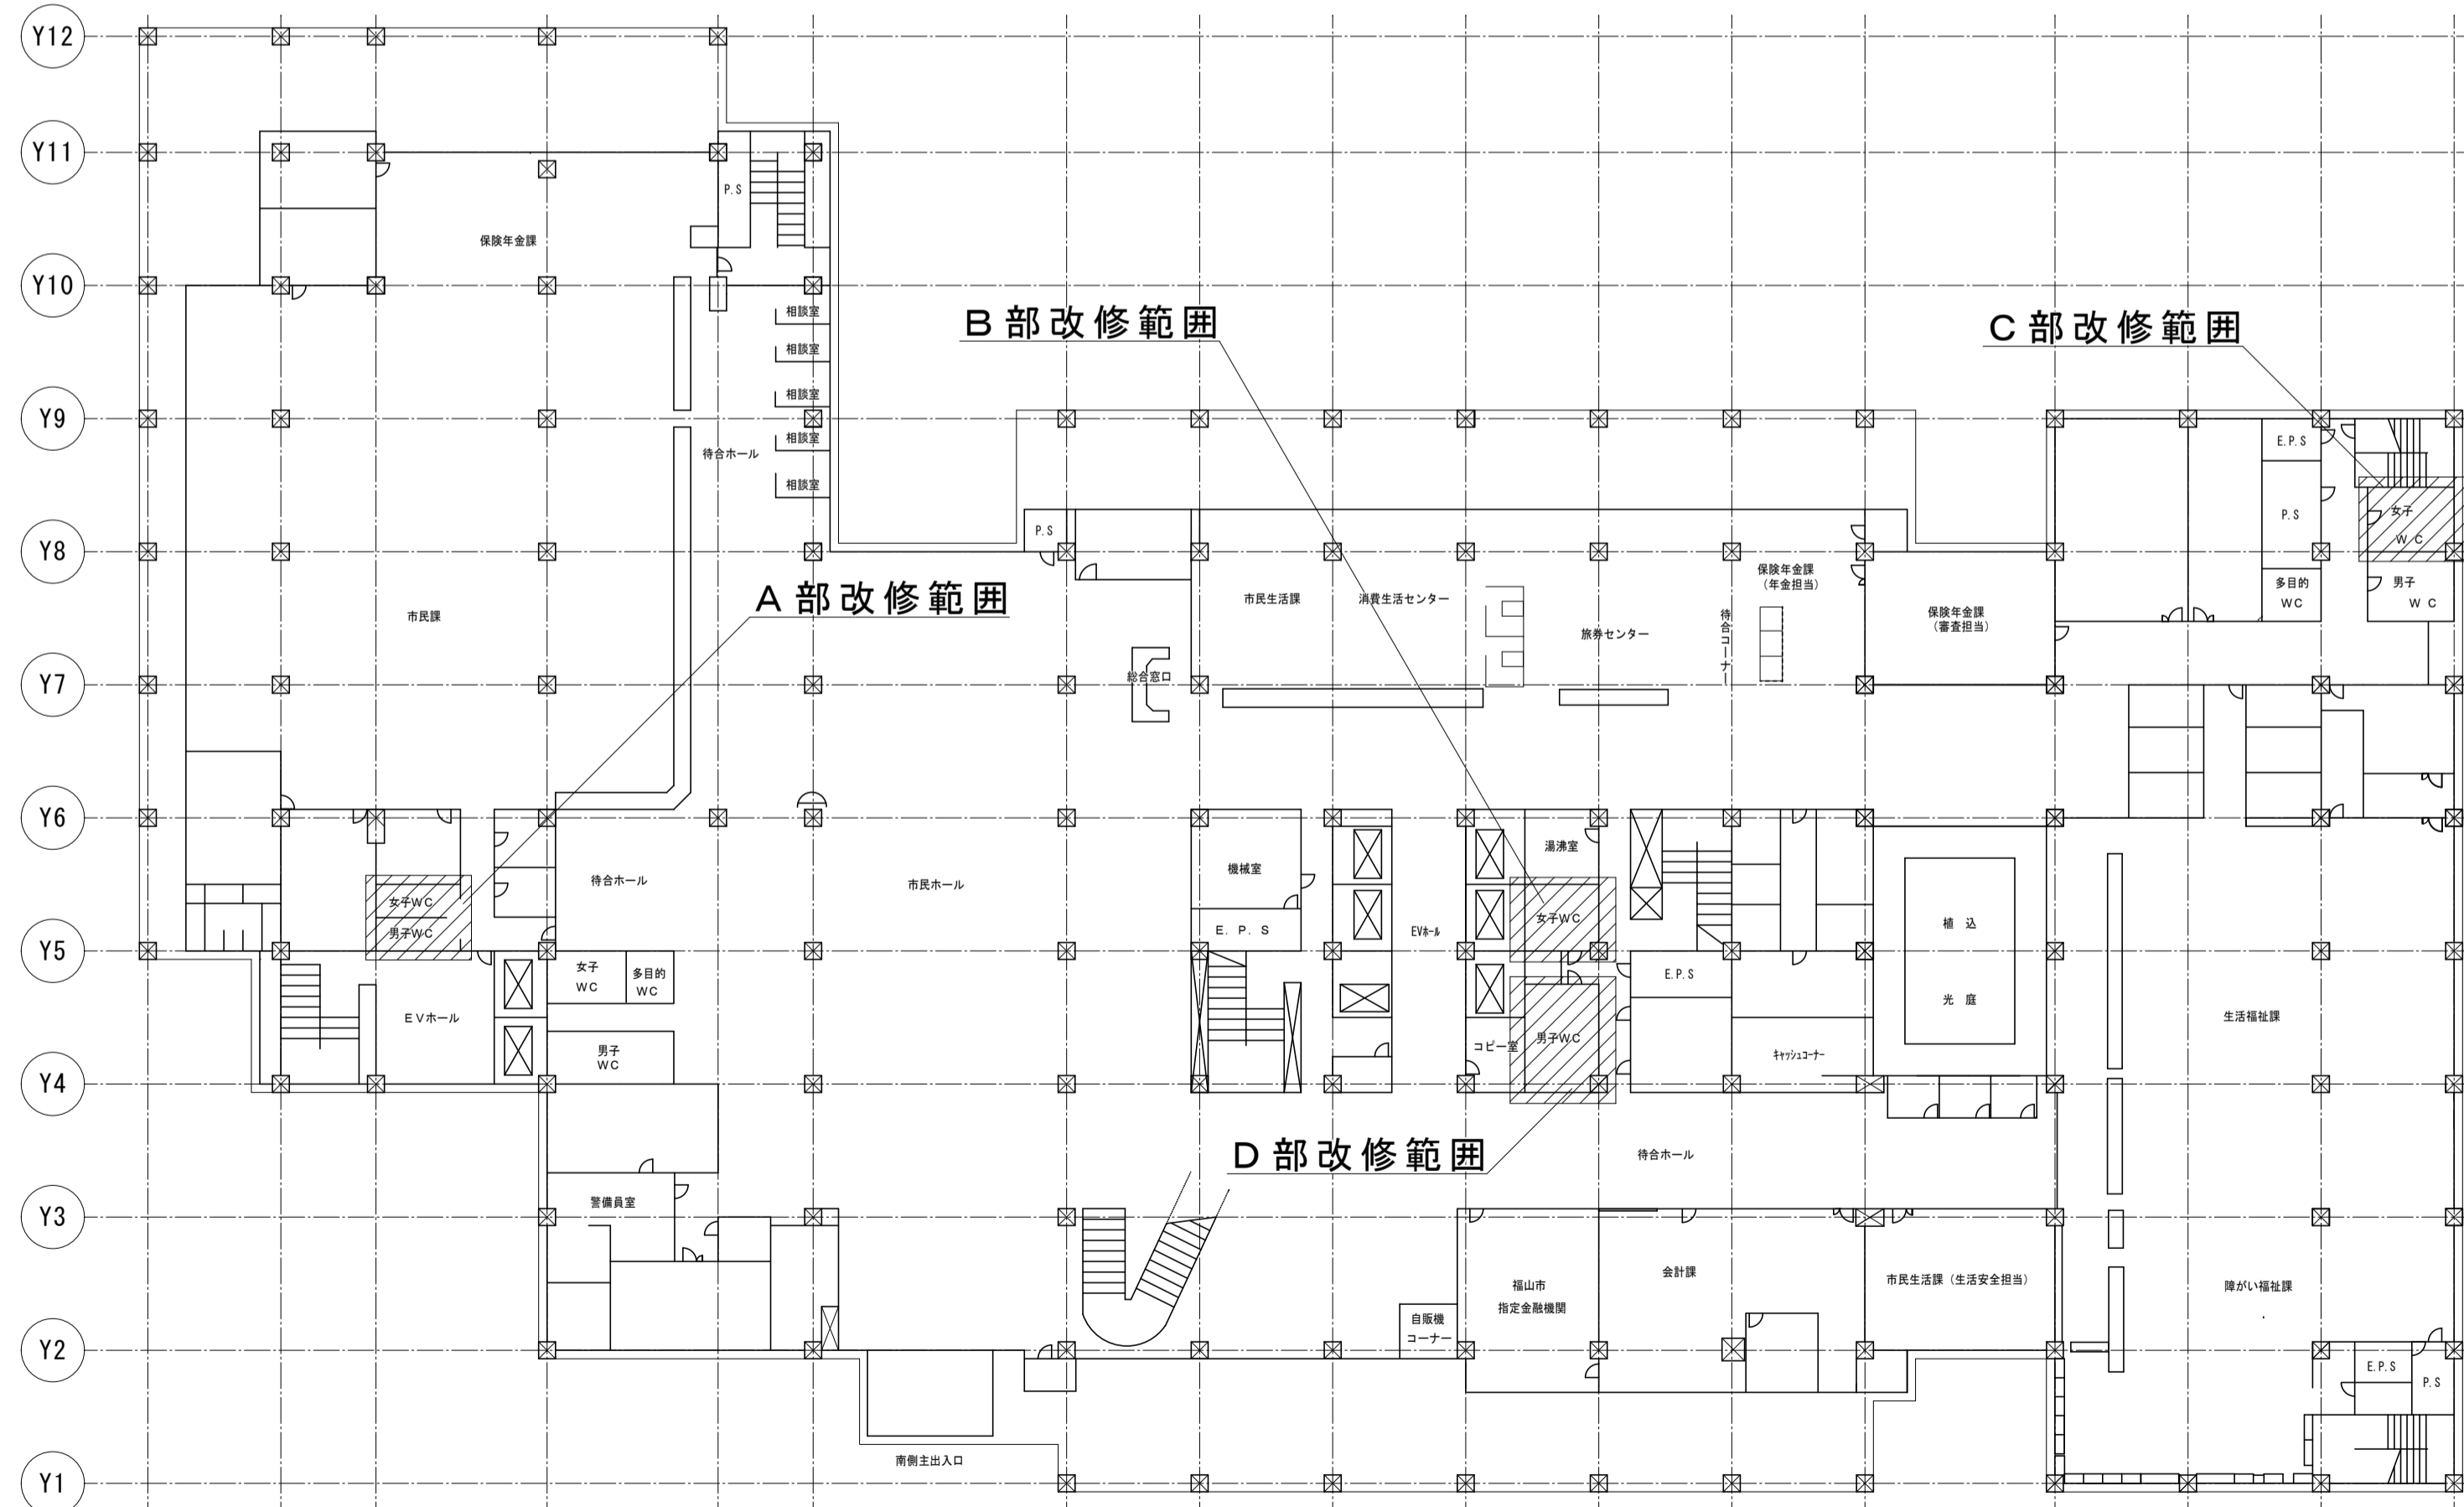 Y12
Y11
P.S
保険年金課
Y10
相談室
B部改修範囲
C部改修範囲
相談室
相談室
Y9
相談室
E.P.S
待合ホール
相談室
女子
WC
P.S
P.S
Y8
保険年金課
(年金担当)
多目的
WC
男子
WC
A部改修範囲
市民生活課
消費生活センター
市民課
待合コーナー
保険年金課
(審査担当)
旅券センター
総合窓口
Y7
Y6
湯沸室
機械室
待合ホール
市民ホール
女子WC
女子WC
植込
男子WC
E.P.S
EVホール
Y5
女子
WC
多目的
WC
E.P.S
光庭
EVホール
生活福祉課
男子WC
コピー室
男子
WC
キャッシュコーナー
Y4
D部改修範囲
待合ホール
警備員室
Y3
会計課
市民生活課(生活安全担当)
福山市
指定金融機関
障がい福祉課
自販機
コーナー
Y2
E.P.S
P.S
南側主出入口
Y1